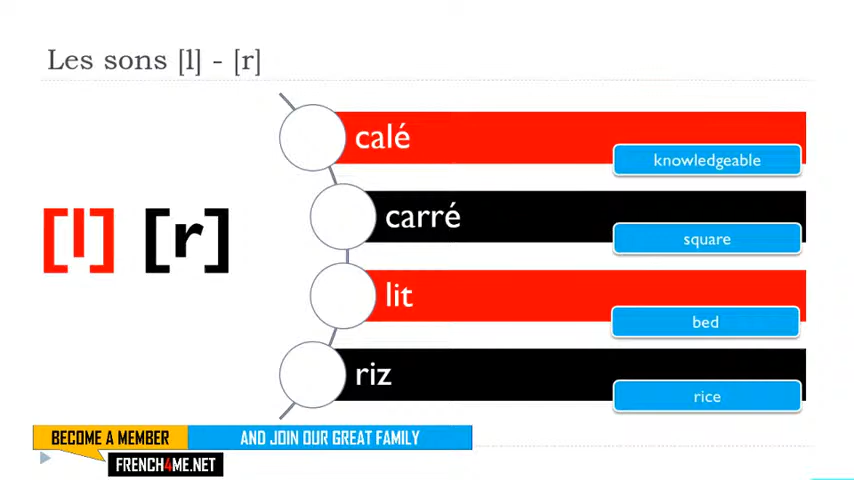 Les sons [l] - [r]
[l] [r]
calé
knowledgeable
carré
square
lit
bed
riz
rice
BECOME A MEMBER
AND JOIN OUR GREAT FAMILY
FRENCH4ME.NET